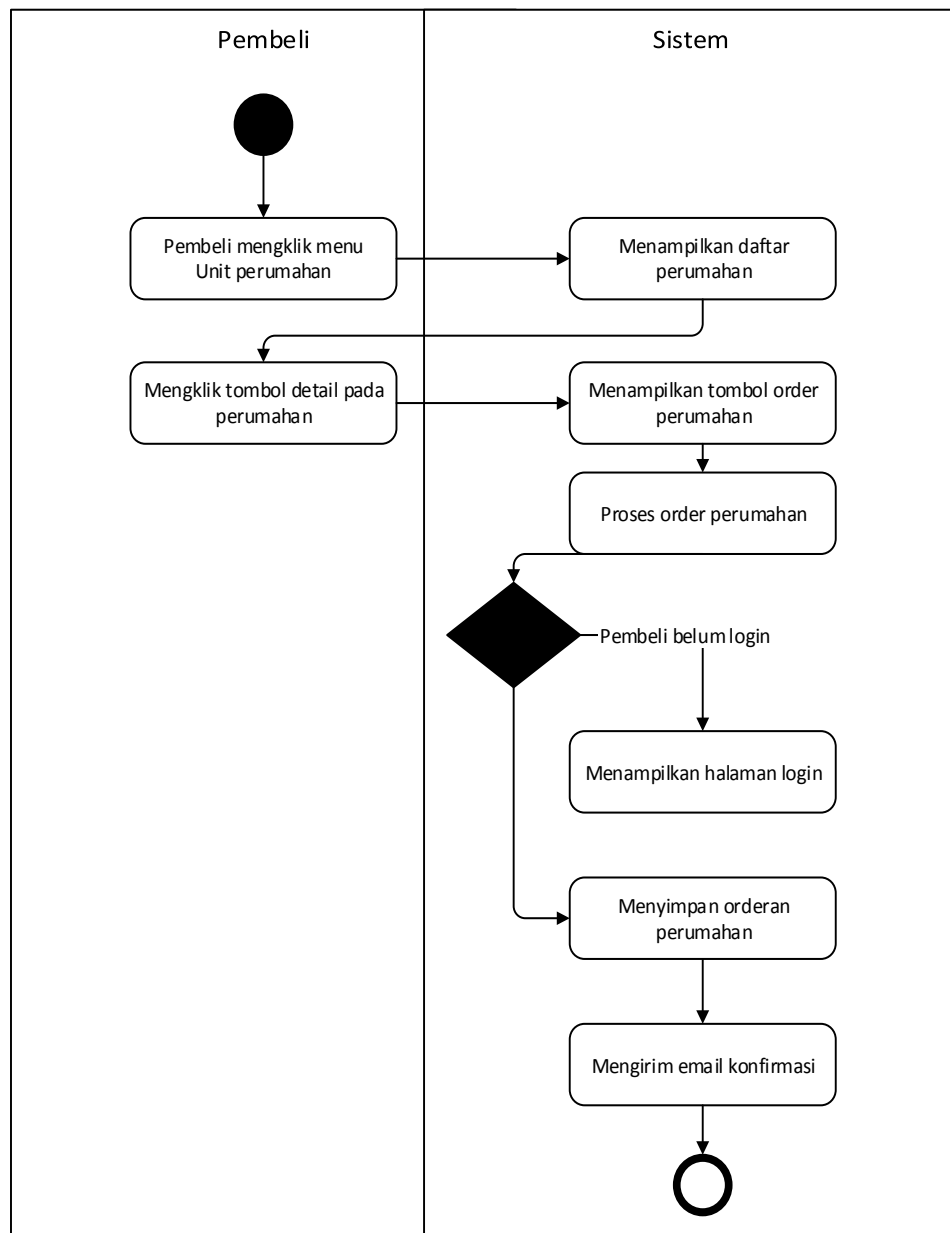 Pembeli
Sistem
Pembeli mengklik menu
Unit perumahan
Menampilkan daftar
perumahan
Mengklik tombol detail pada
perumahan
Menampilkan tombol order
perumahan
Proses order perumahan
Pembeli belum login
Menampilkan halaman login
Menyimpan orderan
perumahan
Mengirim email konfirmasi